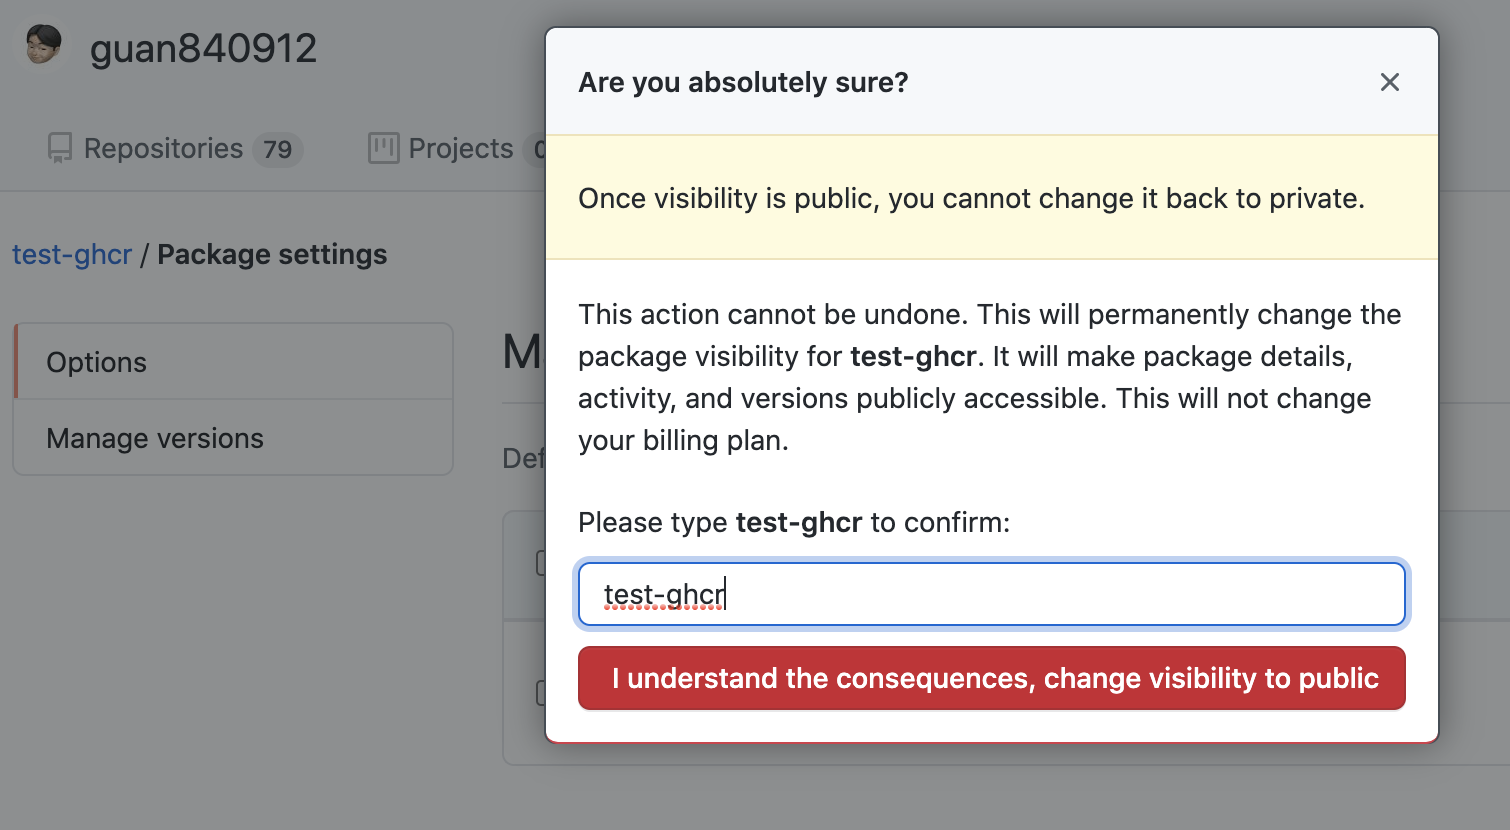 guan840912
Repositories 79
Projects
test-ghcr / Package settings
Options
Manage versions
Are you absolutely sure?
Once visibility is public, you cannot change it back to private.
This action cannot be undone. This will permanently change the
package visibility for test-ghcr. It will make package details,
activity, and versions publicly accessible. This will not change
your billing plan.
Please type test-ghcr to confirm:
test-ghcr
I understand the consequences, change visibility to public